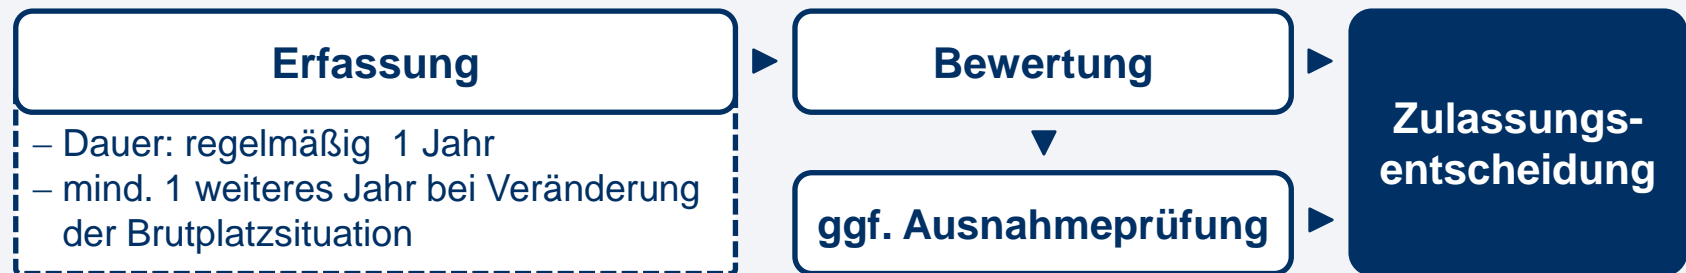 Erfassung
– Dauer: regelmäßig  1 Jahr
– mind. 1 weiteres Jahr bei Veränderung
der Brutplatzsituation
Bewertung
ggf. Ausnahmeprüfung
Zulassungs-
entscheidung